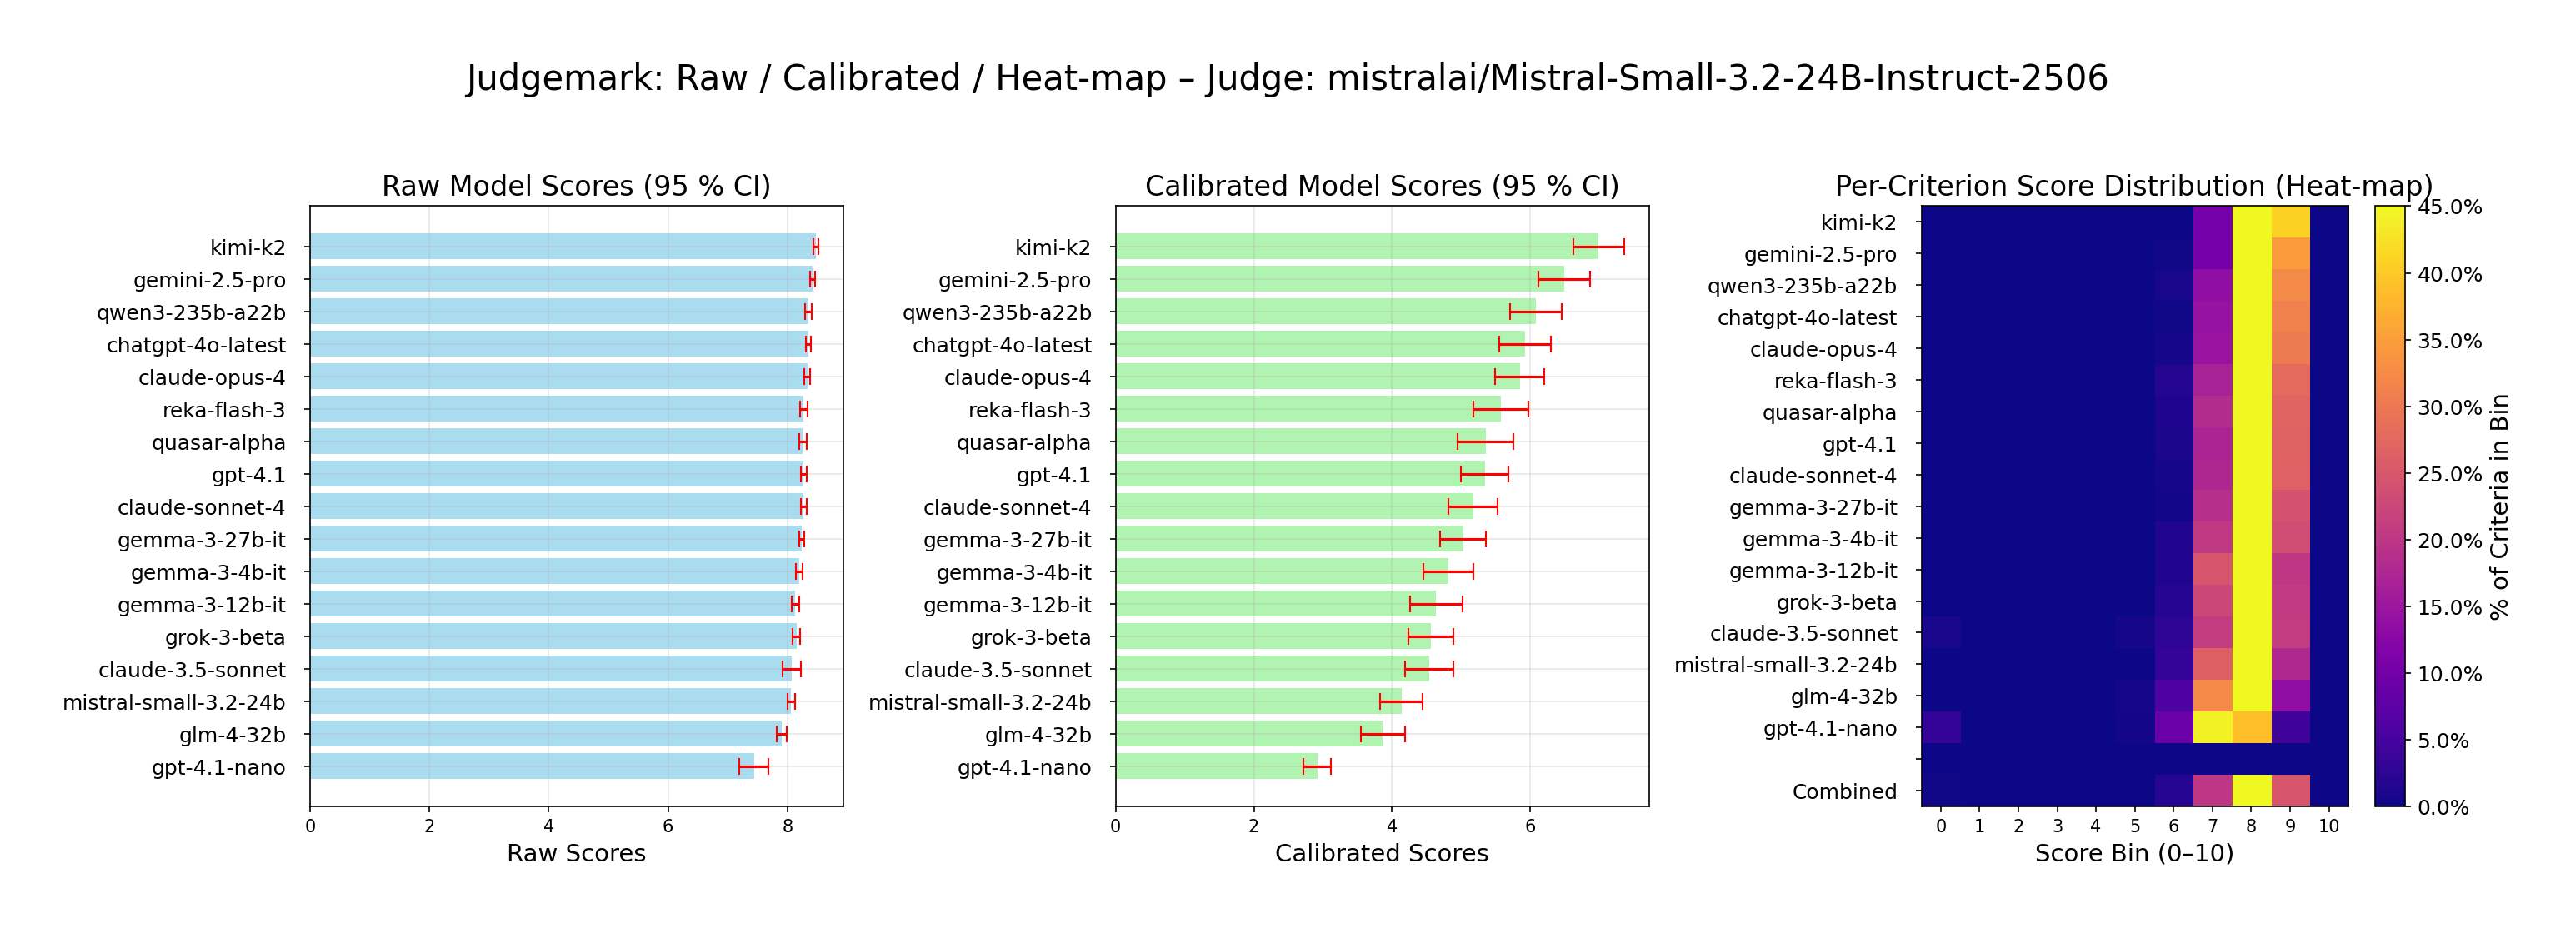 Judgemark: Raw / Calibrated / Heat-map – Judge: mistralai/Mistral-Small-3.2-24B-Instruct-2506
Raw Model Scores (95 % CI)
kimi-k2
gemini-2.5-pro
qwen3-235b-a22b
chatgpt-4o-latest
claude-opus-4
reka-flash-3
quasar-alpha
gpt-4.1
claude-sonnet-4
gemma-3-27b-it
gemma-3-4b-it
gemma-3-12b-it
grok-3-beta
claude-3.5-sonnet
mistral-small-3.2-24b
glm-4-32b
gpt-4.1-nano
0 2 4 6 8
Raw Scores
Calibrated Model Scores (95 % CI)
kimi-k2
gemini-2.5-pro
qwen3-235b-a22b
chatgpt-4o-latest
claude-opus-4
reka-flash-3
quasar-alpha
gpt-4.1
claude-sonnet-4
gemma-3-27b-it
gemma-3-4b-it
gemma-3-12b-it
grok-3-beta
claude-3.5-sonnet
mistral-small-3.2-24b
glm-4-32b
gpt-4.1-nano
0 2 4 6
Calibrated Scores
Per-Criterion Score Distribution (Heat-map)
kimi-k2
gemini-2.5-pro
qwen3-235b-a22b
chatgpt-4o-latest
claude-opus-4
reka-flash-3
quasar-alpha
gpt-4.1
claude-sonnet-4
gemma-3-27b-it
gemma-3-4b-it
gemma-3-12b-it
grok-3-beta
claude-3.5-sonnet
mistral-small-3.2-24b
glm-4-32b
gpt-4.1-nano
Combined
0 1 2 3 4 5 6 7 8 9 10
Score Bin (0–10)
45.0%
40.0%
35.0%
30.0%
25.0%
20.0%
15.0%
10.0%
5.0%
0.0%
% of Criteria in Bin